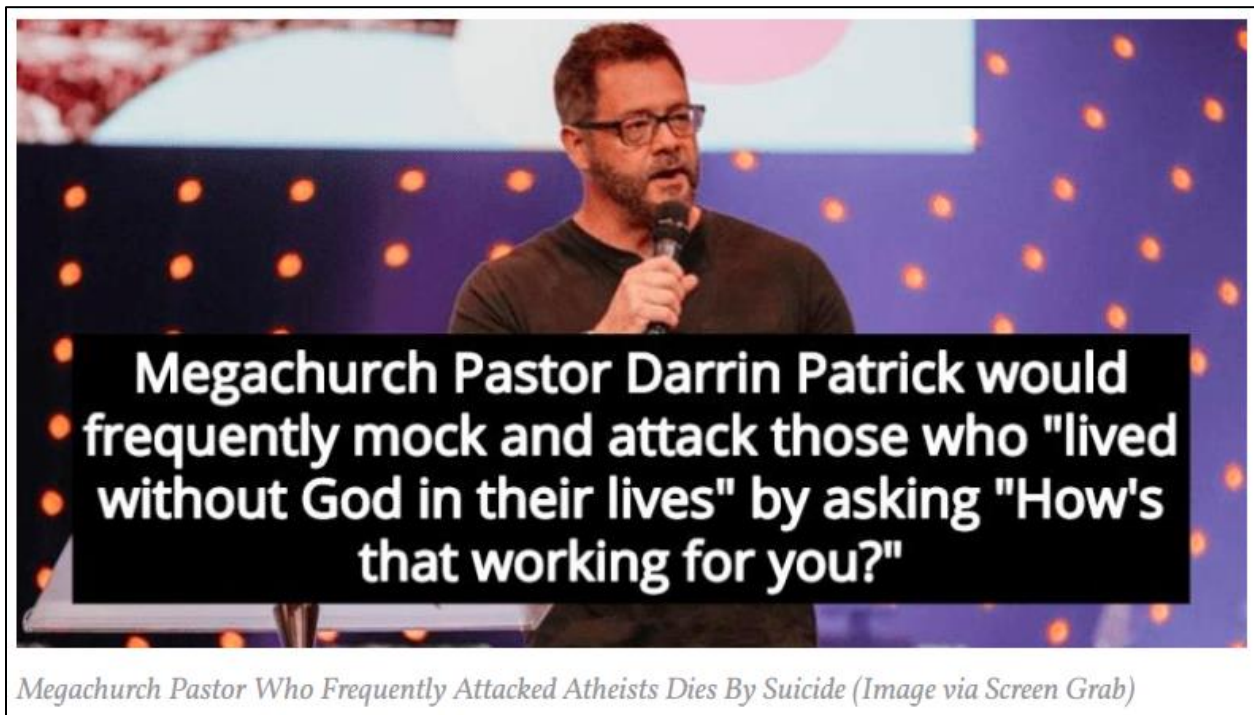 Megachurch Pastor Darrin Patrick would
frequently mock and attack those who "lived
without God in their lives" by asking "How's
that working for you?"
Megachurch Pastor Who Frequently Attacked Atheists Dies By Suicide (Image via Screen Grab)